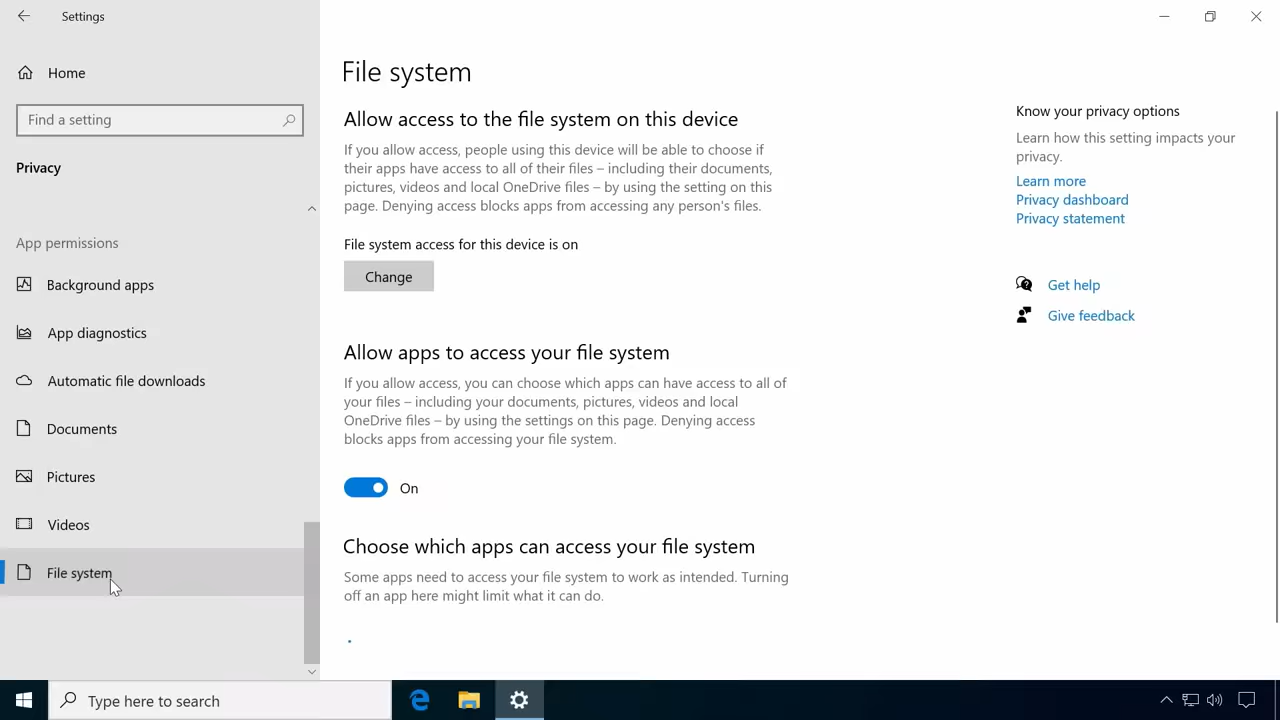 Settings
Home
Find a setting
Privacy
App permissions
Background apps
App diagnostics
Automatic file downloads
Documents
Pictures
Videos
File system
File system
Allow access to the file system on this device
If you allow access, people using this device will be able to choose if
their apps have access to all of their files – including their documents,
pictures, videos and local OneDrive files – by using the setting on this
page. Denying access blocks apps from accessing any person's files.
File system access for this device is on
Change
Allow apps to access your file system
If you allow access, you can choose which apps can have access to all of
your files – including your documents, pictures, videos and local
OneDrive files – by using the settings on this page. Denying access
blocks apps from accessing your file system.
On
Choose which apps can access your file system
Some apps need to access your file system to work as intended. Turning
off an app here might limit what it can do.
Know your privacy options
Learn how this setting impacts your
privacy.
Learn more
Privacy dashboard
Privacy statement
Get help
Give feedback
Type here to search